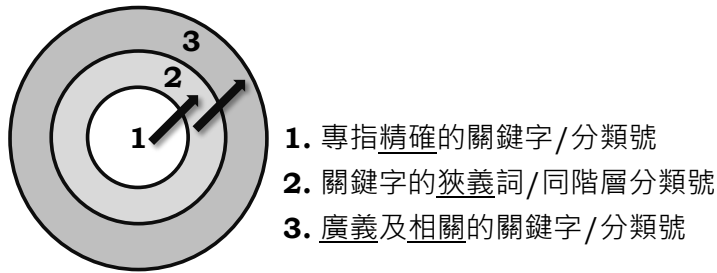 3
2
1
1. 專指精確的關鍵字/分類號
2. 關鍵字的狹義詞/同階層分類號
3. 廣義及相關的關鍵字/分類號